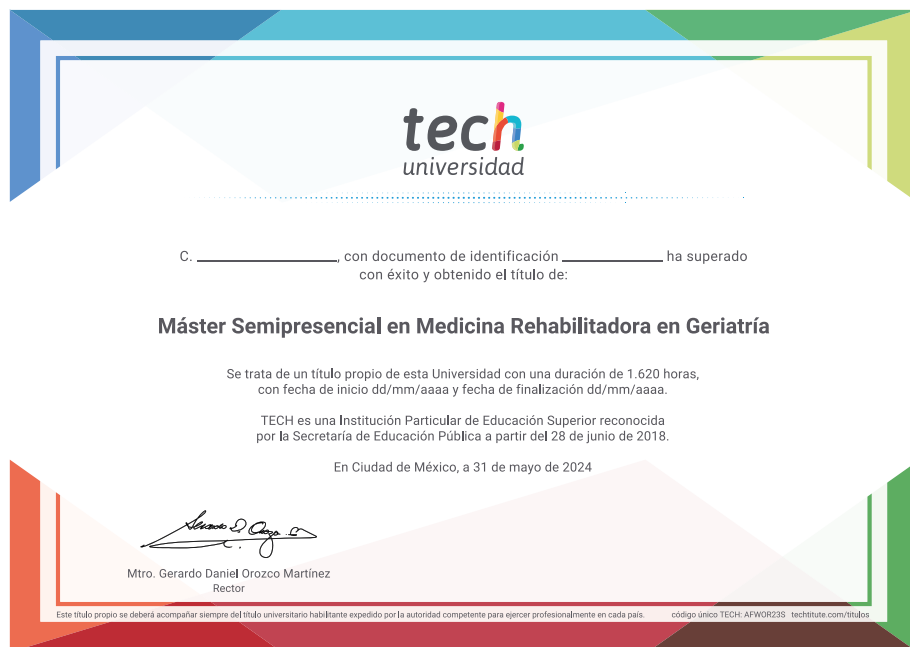 tech
universidad
C. ____________________, con documento de identificación ______________ ha superado
con éxito y obtenido el título de:
Máster Semipresencial en Medicina Rehabilitadora en Geriatría
Se trata de un título propio de esta Universidad con una duración de 1.620 horas,
con fecha de inicio dd/mm/aaaa y fecha de finalización dd/mm/aaaa.
TECH es una Institución Particular de Educación Superior reconocida
por la Secretaría de Educación Pública a partir del 28 de junio de 2018.
En Ciudad de México, a 31 de mayo de 2024
Mtro. Gerardo Daniel Orozco Martínez
Rector
Este título propio se deberá acompañar siempre del título universitario habilitante expedido por la autoridad competente para ejercer profesionalmente en cada país. código único TECH: AFWOR23S techtitute.com/titulos